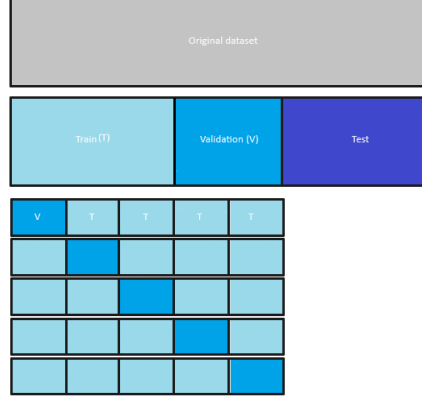 Original dataset
Train (T) Validation (V) Test
V T T T T